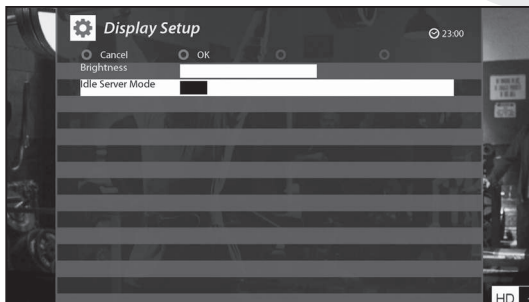 Display Setup
23:00
Cancel OK
Brightness
Idle Server Mode
HD